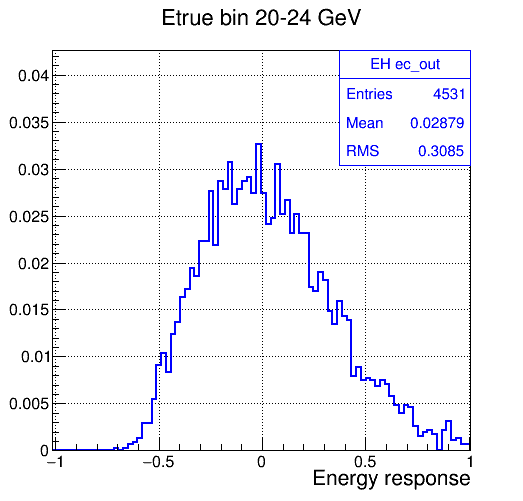 Etrue bin 20-24 GeV
EH ec_out
Entries 4531
Mean 0.02879
RMS 0.3085
0.04
0.035
0.03
0.025
0.02
0.015
0.01
0.005
0
−1 −0.5 0 0.5 1
Energy response